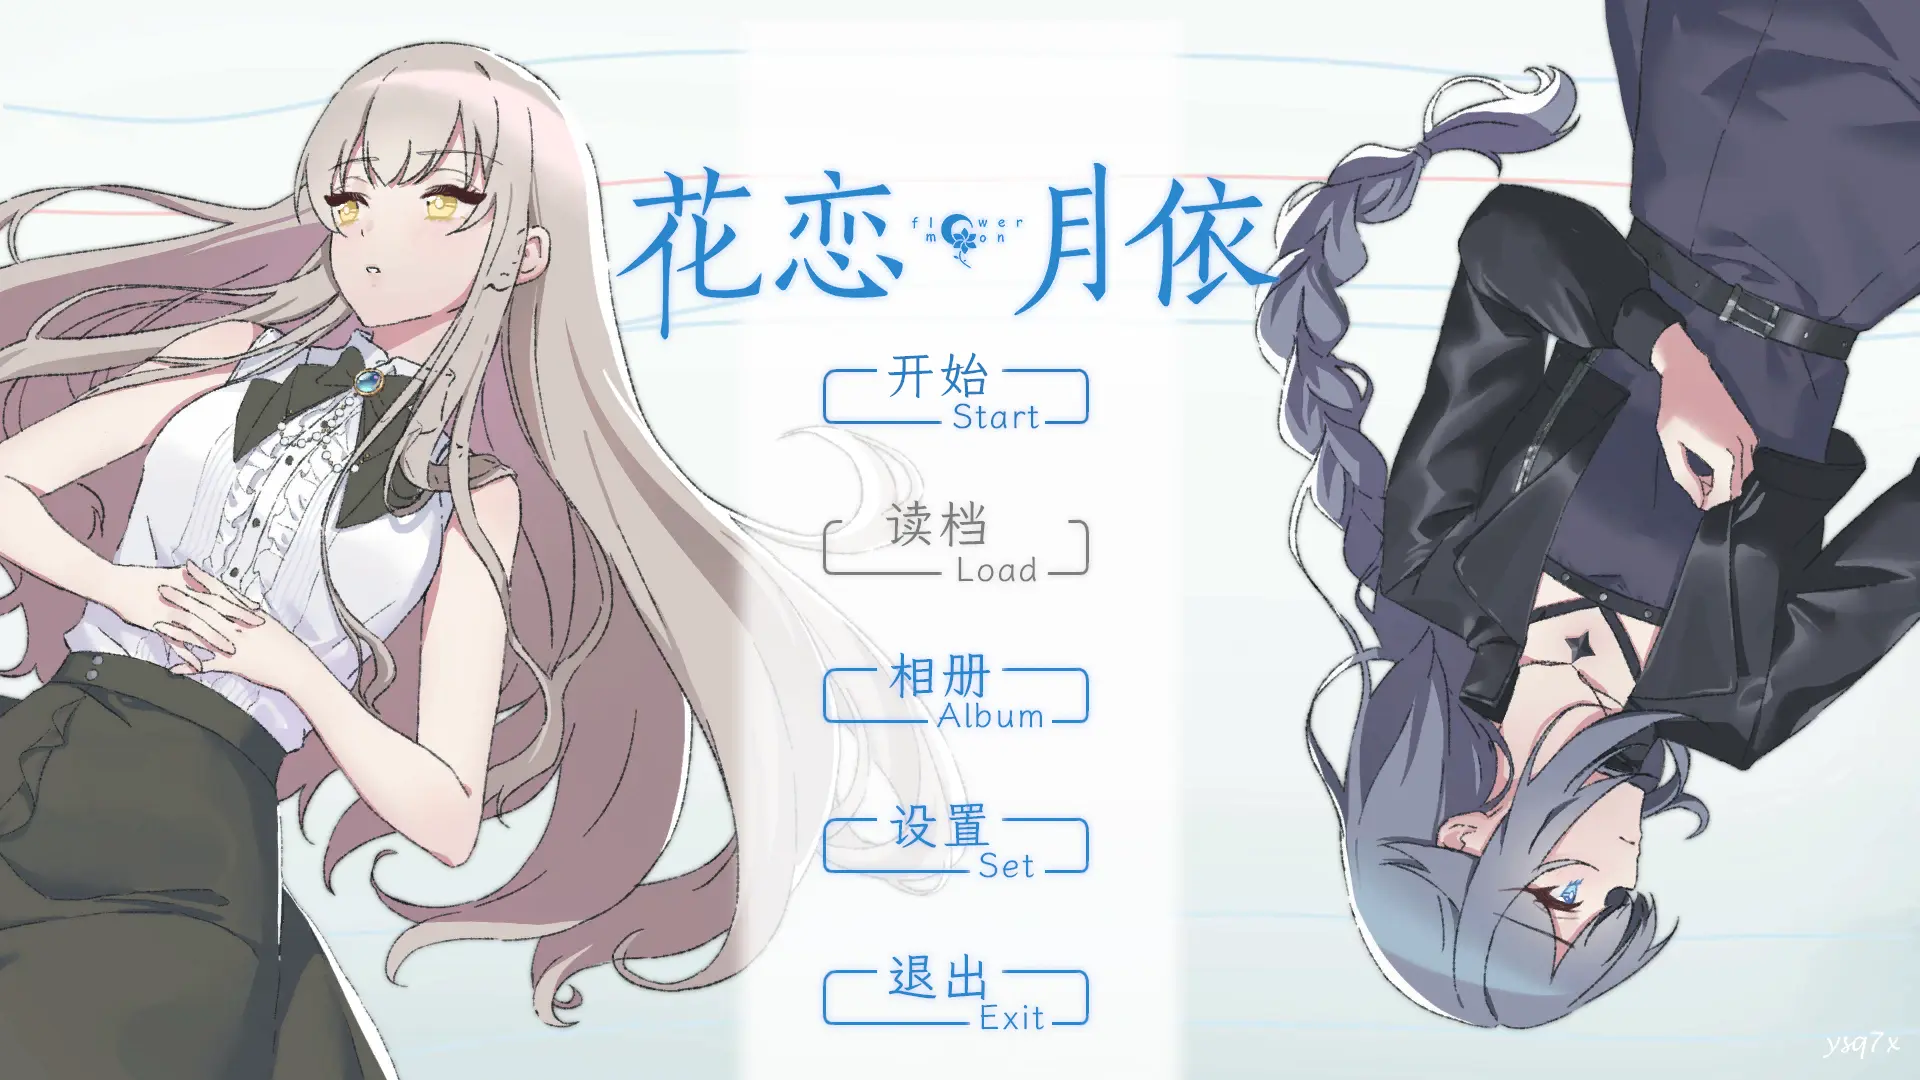 花恋月依
flower
moon
开始
Start
读档
Load
相册
Album
设置
Set
退出
Exit
ysq7x